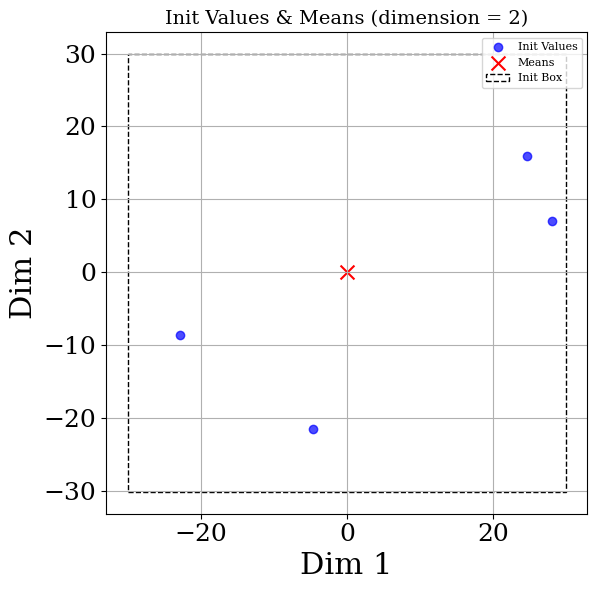 Init Values & Means (dimension = 2)
Init Values
Means
Init Box
30
20
10
0
−10
−20
−30
Dim 2
−20
0
20
Dim 1